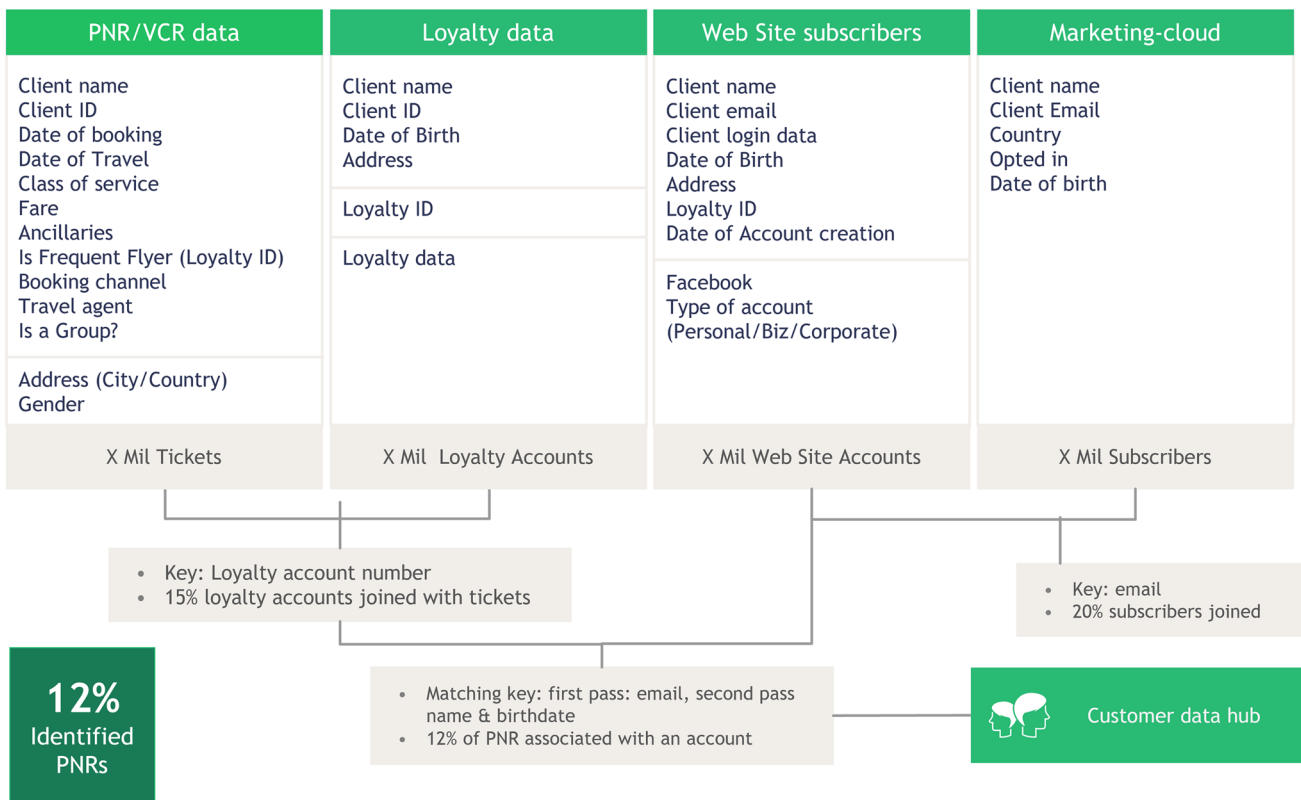 PNR/VCR data
Client name
Client ID
Date of booking
Date of Travel
Class of service
Fare
Ancillaries
Is Frequent Flyer (Loyalty ID)
Booking channel
Travel agent
Is a Group?
Address (City/Country)
Gender
X Mil Tickets
Loyalty data
Client name
Client ID
Date of Birth
Address
Loyalty ID
Loyalty data
X Mil  Loyalty Accounts
Web Site subscribers
Client name
Client email
Client login data
Date of Birth
Address
Loyalty ID
Date of Account creation
Facebook
Type of account
(Personal/Biz/Corporate)
X Mil Web Site Accounts
Marketing-cloud
Client name
Client Email
Country
Opted in
Date of birth
X Mil Subscribers
• Key: Loyalty account number
• 15% loyalty accounts joined with tickets
• Key: email
• 20% subscribers joined
12%
Identified
PNRs
• Matching key: first pass: email, second pass
name & birthdate
• 12% of PNR associated with an account
Customer data hub